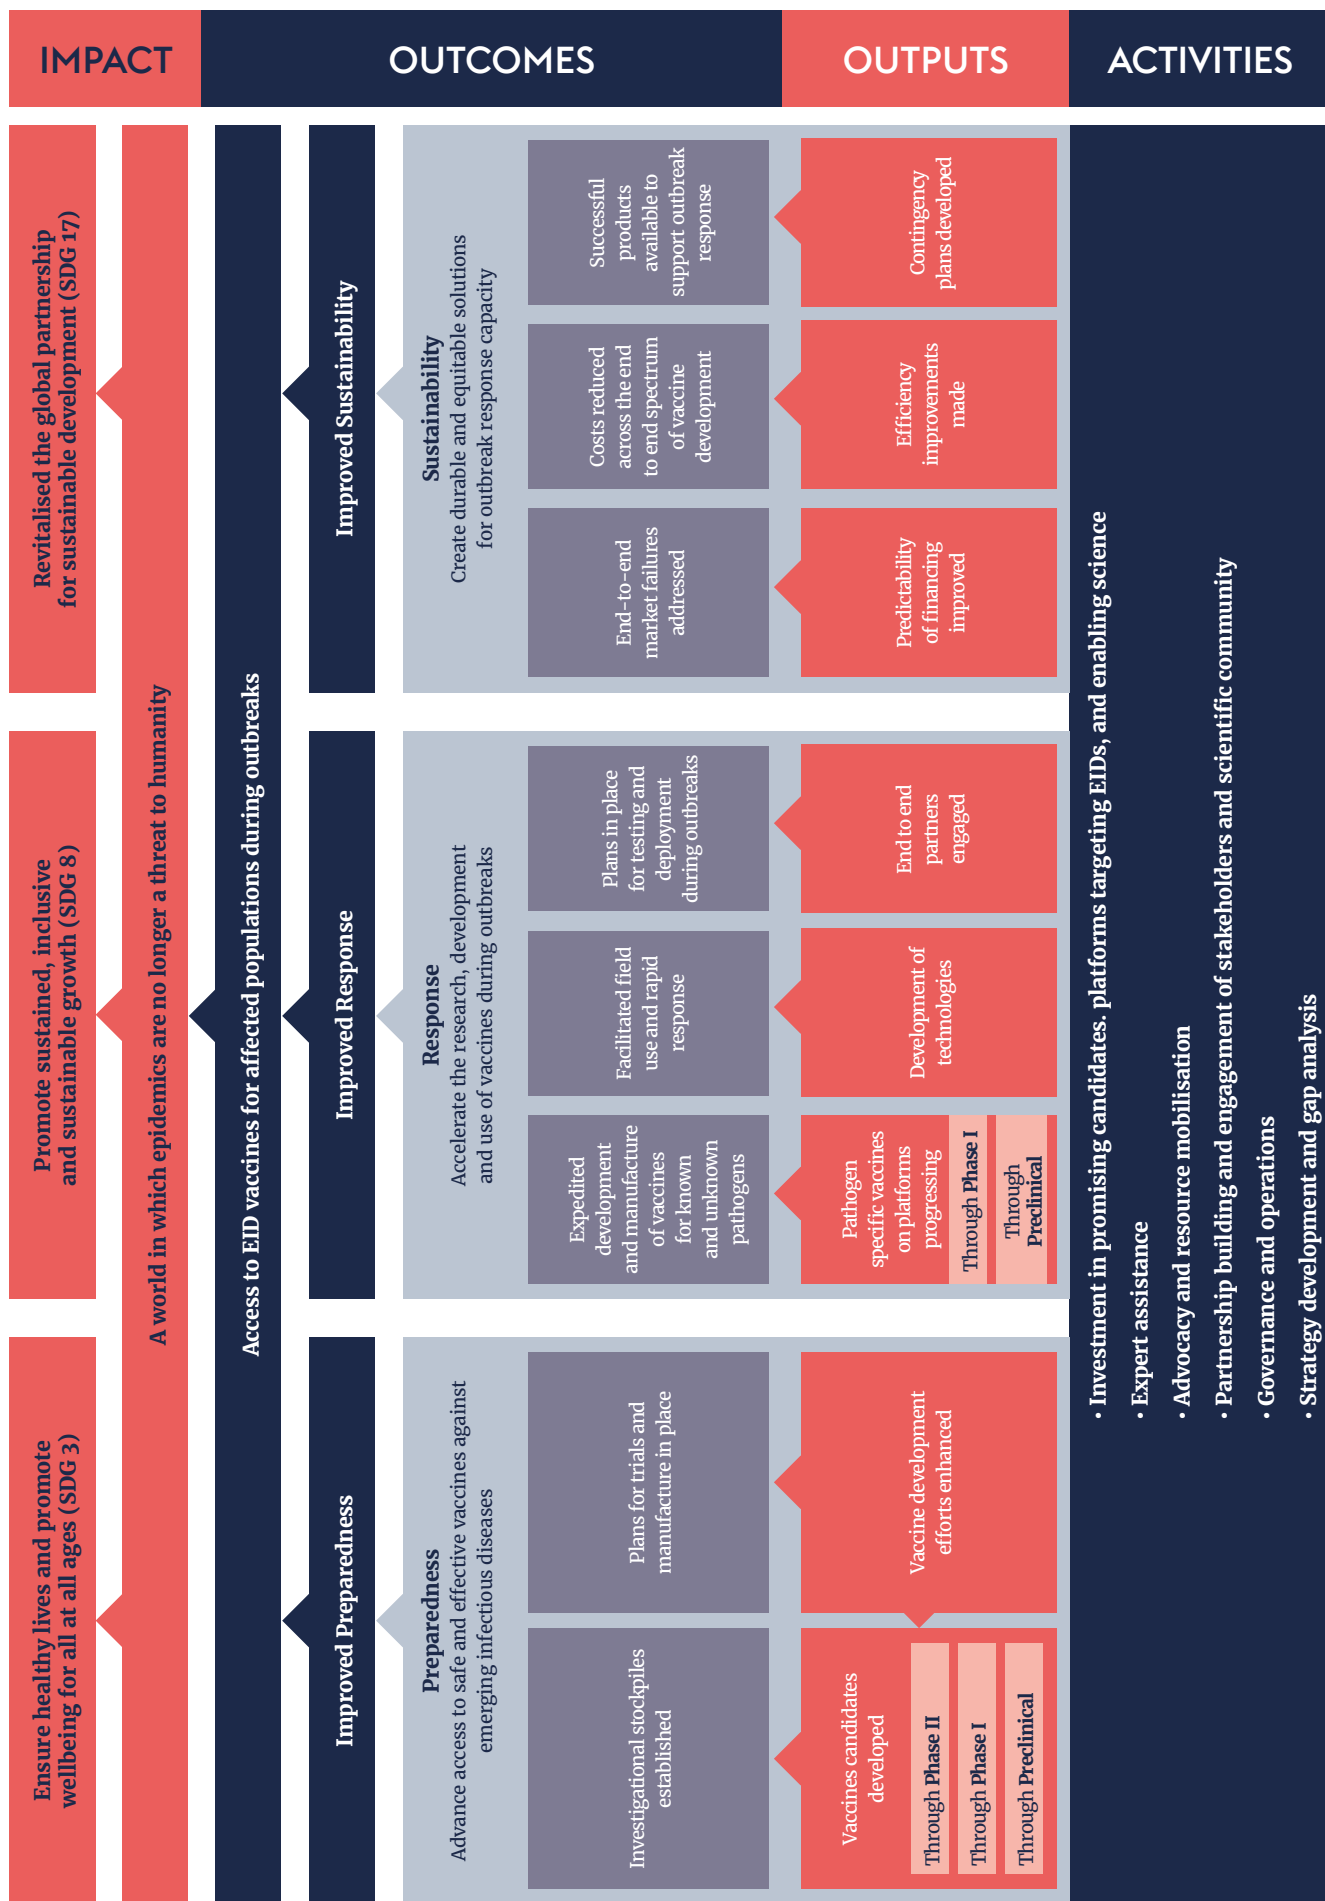 IMPACT
OUTCOMES
OUTPUTS
ACTIVITIES
Ensure healthy lives and promote
wellbeing for all at all ages (SDG 3)
Promote sustained, inclusive
and sustainable growth (SDG 8)
Revitalised the global partnership
for sustainable development (SDG 17)
A world in which epidemics are no longer a threat to humanity
Access to EID vaccines for affected populations during outbreaks
Improved Preparedness
Improved Response
Improved Sustainability
Preparedness
Advance access to safe and effective vaccines against
emerging infectious diseases
Investigational stockpiles
established
Plans for trials and
manufacture in place
Vaccines candidates
developed
Through Phase II
Through Phase I
Through Preclinical
Vaccine development
efforts enhanced
Response
Accelerate the research, development
and use of vaccines during outbreaks
Expedited
development
and manufacture
of vaccines
for known
and unknown
pathogens
Facilitated field
use and rapid
response
Plans in place
for testing and
deployment
during outbreaks
Pathogen
specific vaccines
on platforms
progressing
Through Phase I
Through
Preclinical
Development of
technologies
End to end
partners
engaged
Sustainability
Create durable and equitable solutions
for outbreak response capacity
End-to-end
market failures
addressed
Costs reduced
across the end
to end spectrum
of vaccine
development
Successful
products
available to
support outbreak
response
Predictability
of financing
improved
Efficiency
improvements
made
Contingency
plans developed
• Investment in promising candidates. platforms targeting EIDs, and enabling science
• Expert assistance
• Advocacy and resource mobilisation
• Partnership building and engagement of stakeholders and scientific community
• Governance and operations
• Strategy development and gap analysis